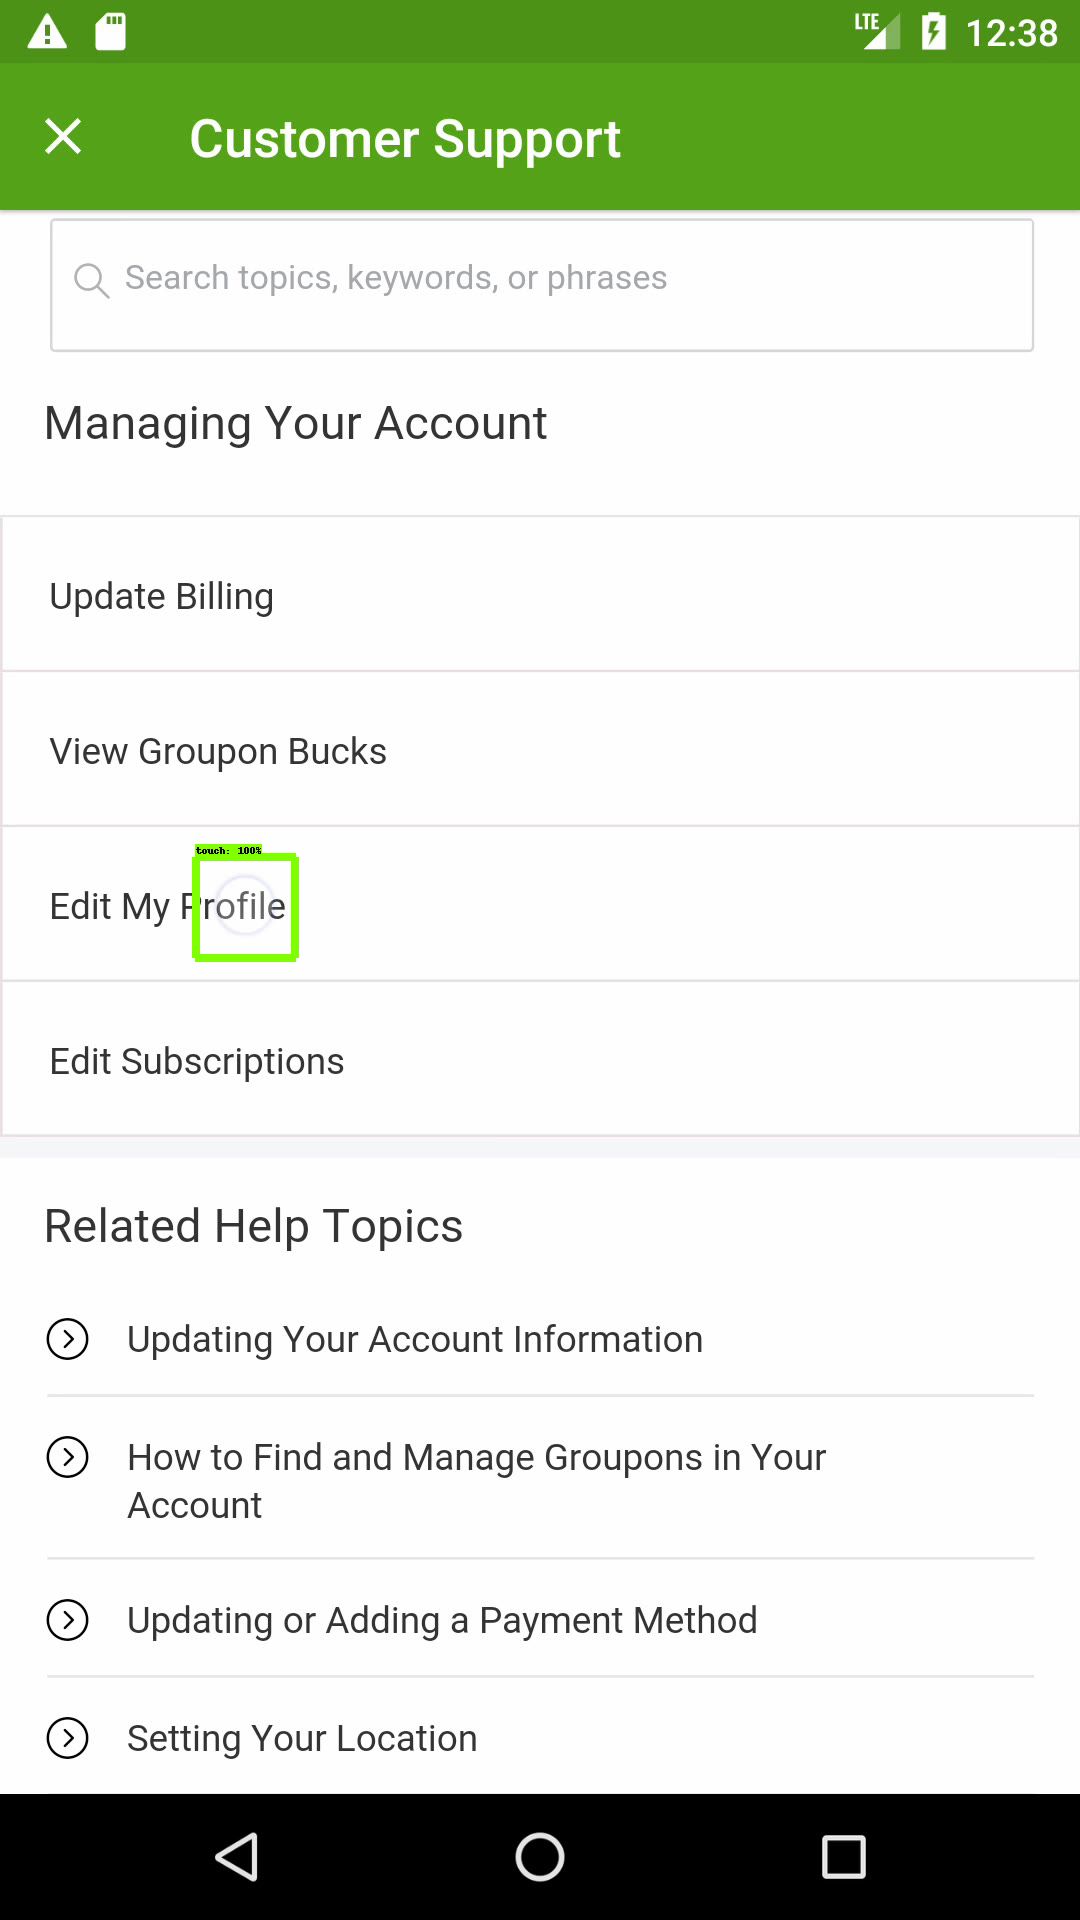 LTE 12:38
Customer Support
Search topics, keywords, or phrases
Managing Your Account
Update Billing
View Groupon Bucks
touch: 100%
Edit My Profile
Edit Subscriptions
Related Help Topics
Updating Your Account Information
How to Find and Manage Groupons in Your
Account
Updating or Adding a Payment Method
Setting Your Location